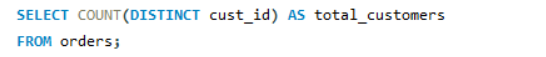 SELECT COUNT(DISTINCT cust_id) AS total_customers
FROM orders;